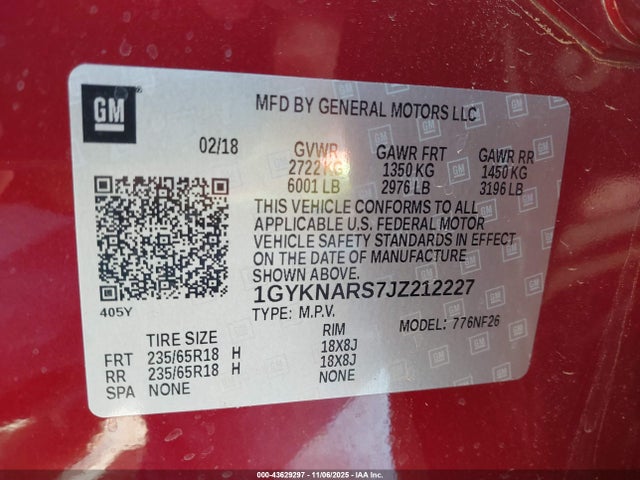 GM
MFD BY GENERAL MOTORS LLC
02/18 GVWR GAWR FRT GAWR RR
2722 KG 1350 KG 1450 KG
6001 LB 2976 LB 3196 LB
THIS VEHICLE CONFORMS TO ALL
APPLICABLE U.S. FEDERAL MOTOR
VEHICLE SAFETY STANDARDS IN EFFECT
ON THE DATE OF MANUFACTURE
SHOWN ABOVE.
405Y
1GYKNARS7JZ212227
TYPE: M.P.V. MODEL: 776NF26
TIRE SIZE RIM
FRT 235/65R18 H 18X8J
RR 235/65R18 H 18X8J
SPA NONE NONE
000-43629297 - 11/06/2025 - IAAI.com